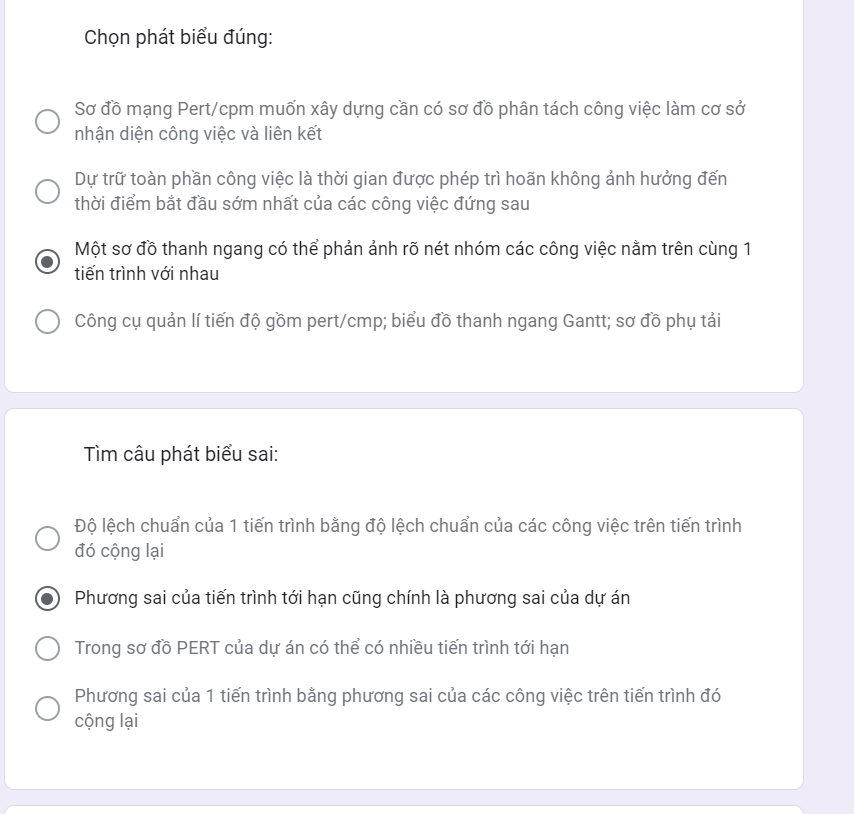 Chọn phát biểu đúng:
Sơ đồ mạng Pert/cpm muốn xây dựng cần có sơ đồ phân tách công việc làm cơ sở
nhận diện công việc và liên kết
Dự trữ toàn phần công việc là thời gian được phép trì hoãn không ảnh hưởng đến
thời điểm bắt đầu sớm nhất của các công việc đứng sau
Một sơ đồ thanh ngang có thể phản ảnh rõ nét nhóm các công việc nằm trên cùng 1
tiến trình với nhau
Công cụ quản lí tiến độ gồm pert/cmp; biểu đồ thanh ngang Gantt; sơ đồ phụ tải
Tìm câu phát biểu sai:
Độ lệch chuẩn của 1 tiến trình bằng độ lệch chuẩn của các công việc trên tiến trình
đó cộng lại
Phương sai của tiến trình tới hạn cũng chính là phương sai của dự án
Trong sơ đồ PERT của dự án có thể có nhiều tiến trình tới hạn
Phương sai của 1 tiến trình bằng phương sai của các công việc trên tiến trình đó
cộng lại